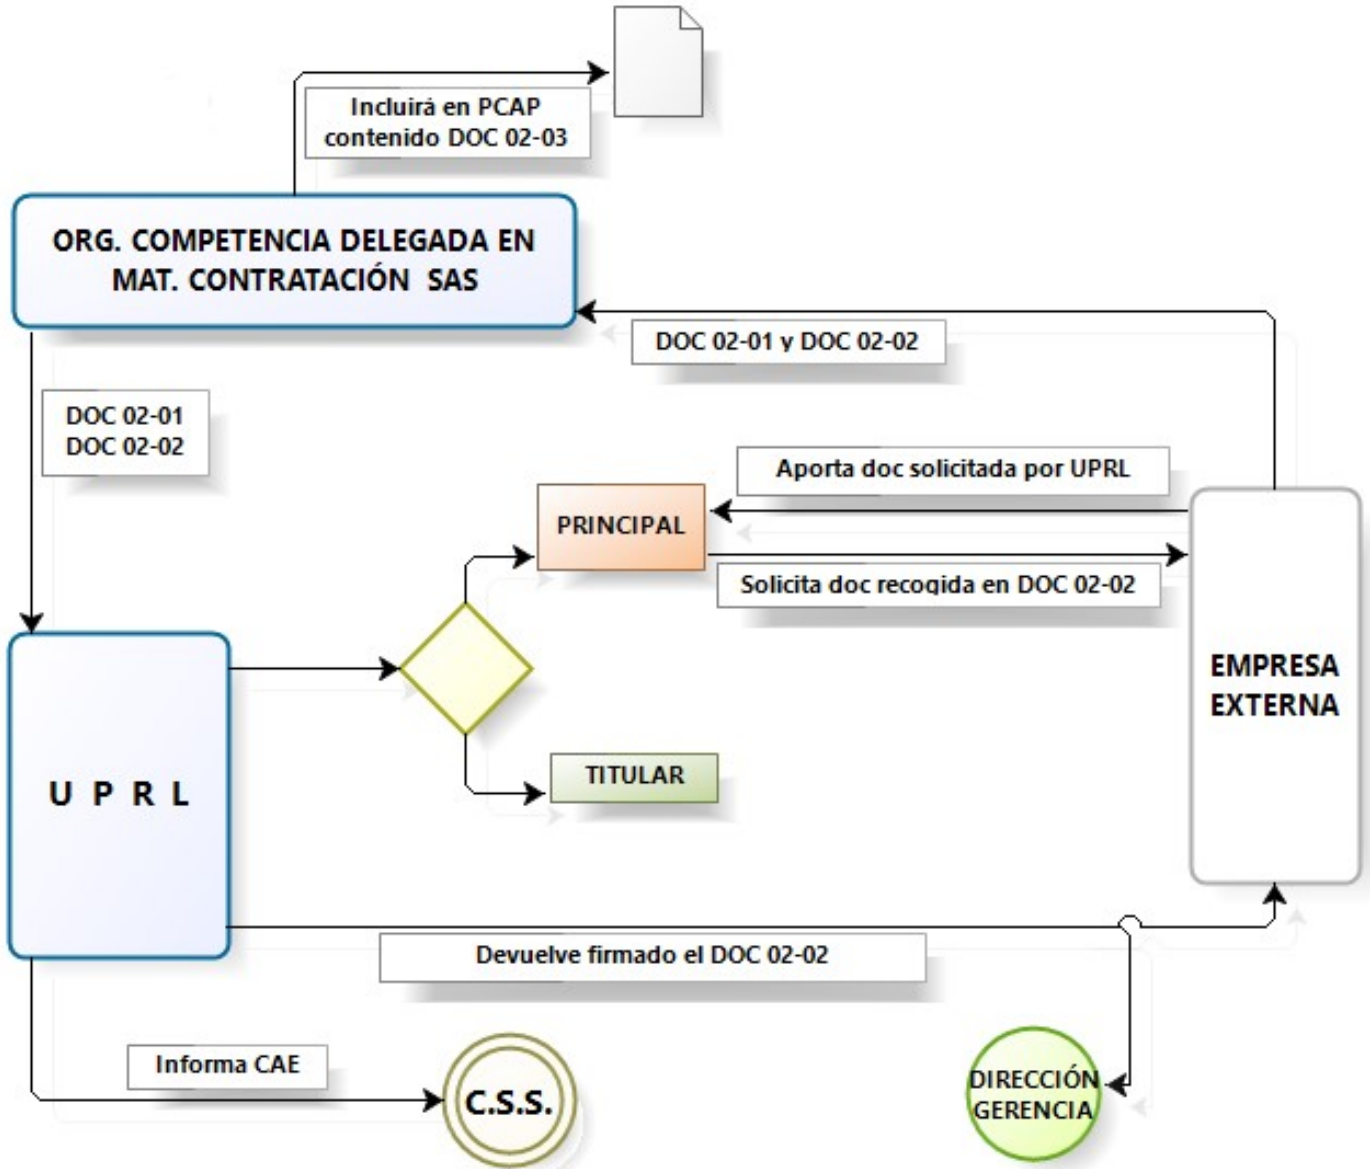 Incluirá en PCAP
contenido DOC 02-03
ORG. COMPETENCIA DELEGADA EN
MAT. CONTRATACIÓN SAS
DOC 02-01 y DOC 02-02
DOC 02-01
DOC 02-02
Aporta doc solicitada por UPRL
PRINCIPAL
Solicita doc recogida en DOC 02-02
EMPRESA
EXTERNA
TITULAR
U P R L
Devuelve firmado el DOC 02-02
Informa CAE
C.S.S.
DIRECCIÓN
GERENCIA